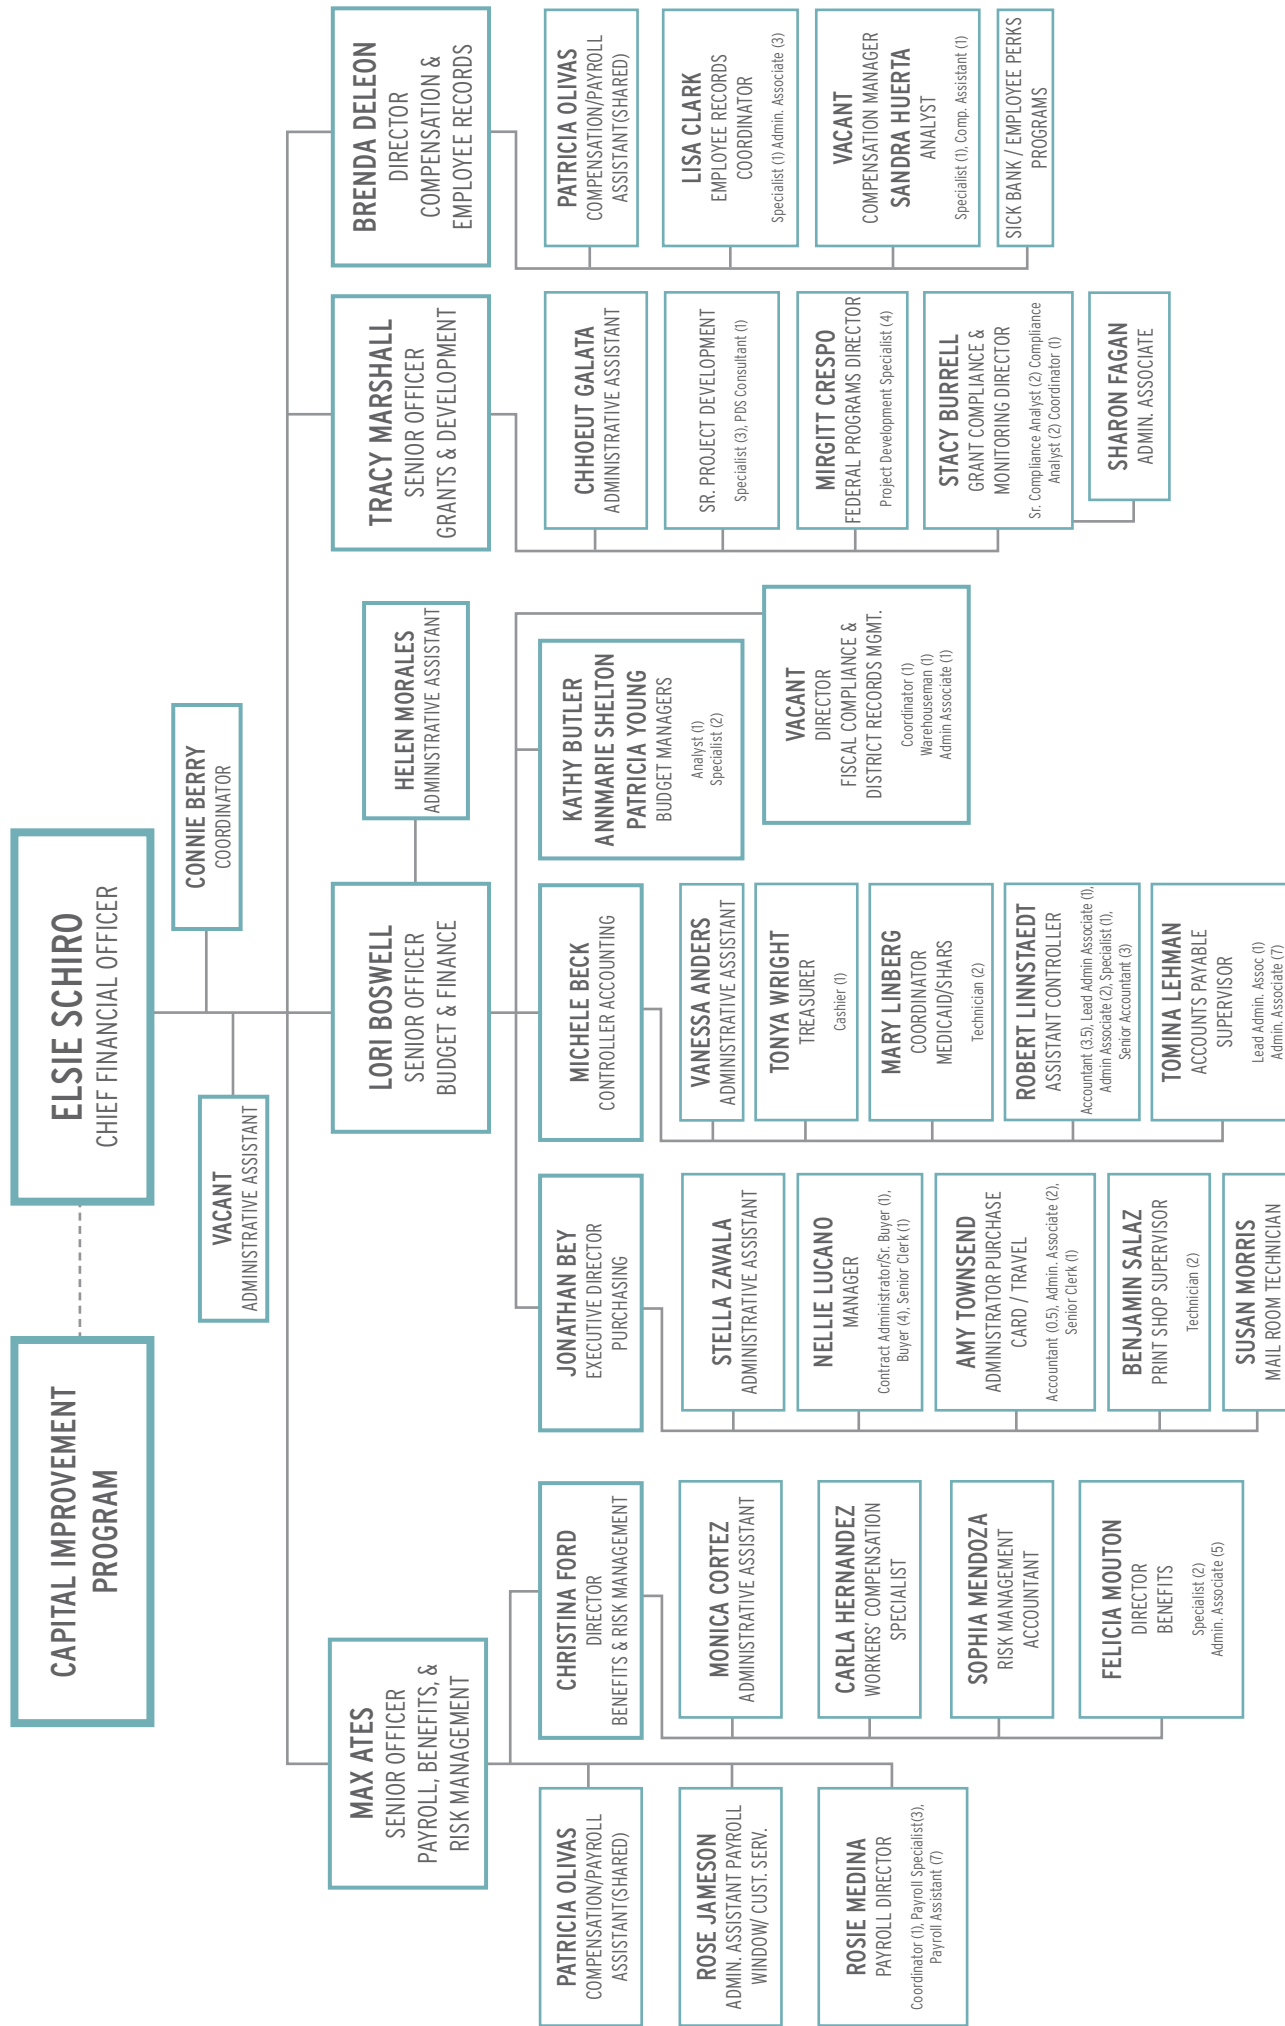 CAPITAL IMPROVEMENT
PROGRAM
ELSIE SCHIRO
CHIEF FINANCIAL OFFICER
VACANT
ADMINISTRATIVE ASSISTANT
CONNIE BERRY
COORDINATOR
MAX ATES
SENIOR OFFICER
PAYROLL, BENEFITS, &
RISK MANAGEMENT
PATRICIA OLIVAS
COMPENSATION/PAYROLL
ASSISTANT(SHARED)
ROSE JAMESON
ADMIN. ASSISTANT PAYROLL
WINDOW/ CUST. SERV.
ROSIE MEDINA
PAYROLL DIRECTOR
Coordinator (1), Payroll Specialist(3),
Payroll Assistant (7)
CHRISTINA FORD
DIRECTOR
BENEFITS & RISK MANAGEMENT
MONICA CORTEZ
ADMINISTRATIVE ASSISTANT
CARLA HERNANDEZ
WORKERS' COMPENSATION
SPECIALIST
SOPHIA MENDOZA
RISK MANAGEMENT
ACCOUNTANT
FELICIA MOUTON
DIRECTOR
BENEFITS
Specialist (2)
Admin. Associate (5)
LORI BOSWELL
SENIOR OFFICER
BUDGET & FINANCE
HELEN MORALES
ADMINISTRATIVE ASSISTANT
JONATHAN BEY
EXECUTIVE DIRECTOR
PURCHASING
STELLA ZAVALA
ADMINISTRATIVE ASSISTANT
NELLIE LUCANO
MANAGER
Contract Administrator/Sr. Buyer (1),
Buyer (4), Senior Clerk (1)
AMY TOWNSEND
ADMINISTRATOR PURCHASE
CARD / TRAVEL
Accountant (0.5), Admin. Associate (2),
Senior Clerk (1)
BENJAMIN SALAZ
PRINT SHOP SUPERVISOR
Technician (2)
SUSAN MORRIS
MAIL ROOM TECHNICIAN
MICHELE BECK
CONTROLLER ACCOUNTING
VANESSA ANDERS
ADMINISTRATIVE ASSISTANT
TONYA WRIGHT
TREASURER
Cashier (1)
MARY LINBERG
COORDINATOR
MEDICAID/SHARS
Technician (2)
ROBERT LINNSTAEDT
ASSISTANT CONTROLLER
Accountant (3.5), Lead Admin Associate (1),
Admin Associate (2), Specialist (1),
Senior Accountant (3)
TOMINA LEHMAN
ACCOUNTS PAYABLE
SUPERVISOR
Lead Admin. Assoc (1)
Admin. Associate (7)
KATHY BUTLER
ANNMARIE SHELTON
PATRICIA YOUNG
BUDGET MANAGERS
Analyst (1)
Specialist (2)
VACANT
DIRECTOR
FISCAL COMPLIANCE &
DISTRICT RECORDS MGMT.
Coordinator (1)
Warehouseman (1)
Admin Associate (1)
TRACY MARSHALL
SENIOR OFFICER
GRANTS & DEVELOPMENT
CHHOEUT GALATA
ADMINISTRATIVE ASSISTANT
SR. PROJECT DEVELOPMENT
Specialist (3), PDS Consultant (1)
MIRGITT CRESPO
FEDERAL PROGRAMS DIRECTOR
Project Development Specialist (4)
STACY BURRELL
GRANT COMPLIANCE &
MONITORING DIRECTOR
Sr. Compliance Analyst (2) Compliance
Analyst (2) Coordinator (1)
SHARON FAGAN
ADMIN. ASSOCIATE
BRENDA DELEON
DIRECTOR
COMPENSATION &
EMPLOYEE RECORDS
PATRICIA OLIVAS
COMPENSATION/PAYROLL
ASSISTANT(SHARED)
LISA CLARK
EMPLOYEE RECORDS
COORDINATOR
Specialist (1) Admin. Associate (3)
VACANT
COMPENSATION MANAGER
SANDRA HUERTA
ANALYST
Specialist (1), Comp. Assistant (1)
SICK BANK / EMPLOYEE PERKS
PROGRAMS